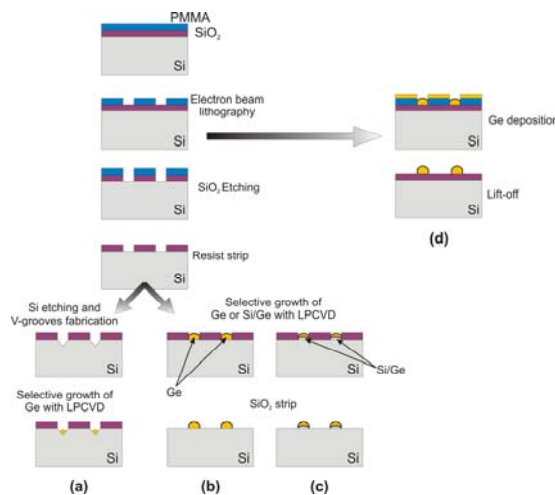 PMMA
SiO₂
Si
Electron beam
lithography
Si
Ge deposition
Si
SiO₂ Etching
Si
Lift-off
Si
(d)
Resist strip
Si
Si etching and
V-grooves fabrication
Selective growth of
Ge or Si/Ge with LPCVD
Si
Si
Si
Ge
Si/Ge
Selective growth of
Ge with LPCVD
SiO₂ strip
Si
Si
Si
(a)
(b)
(c)